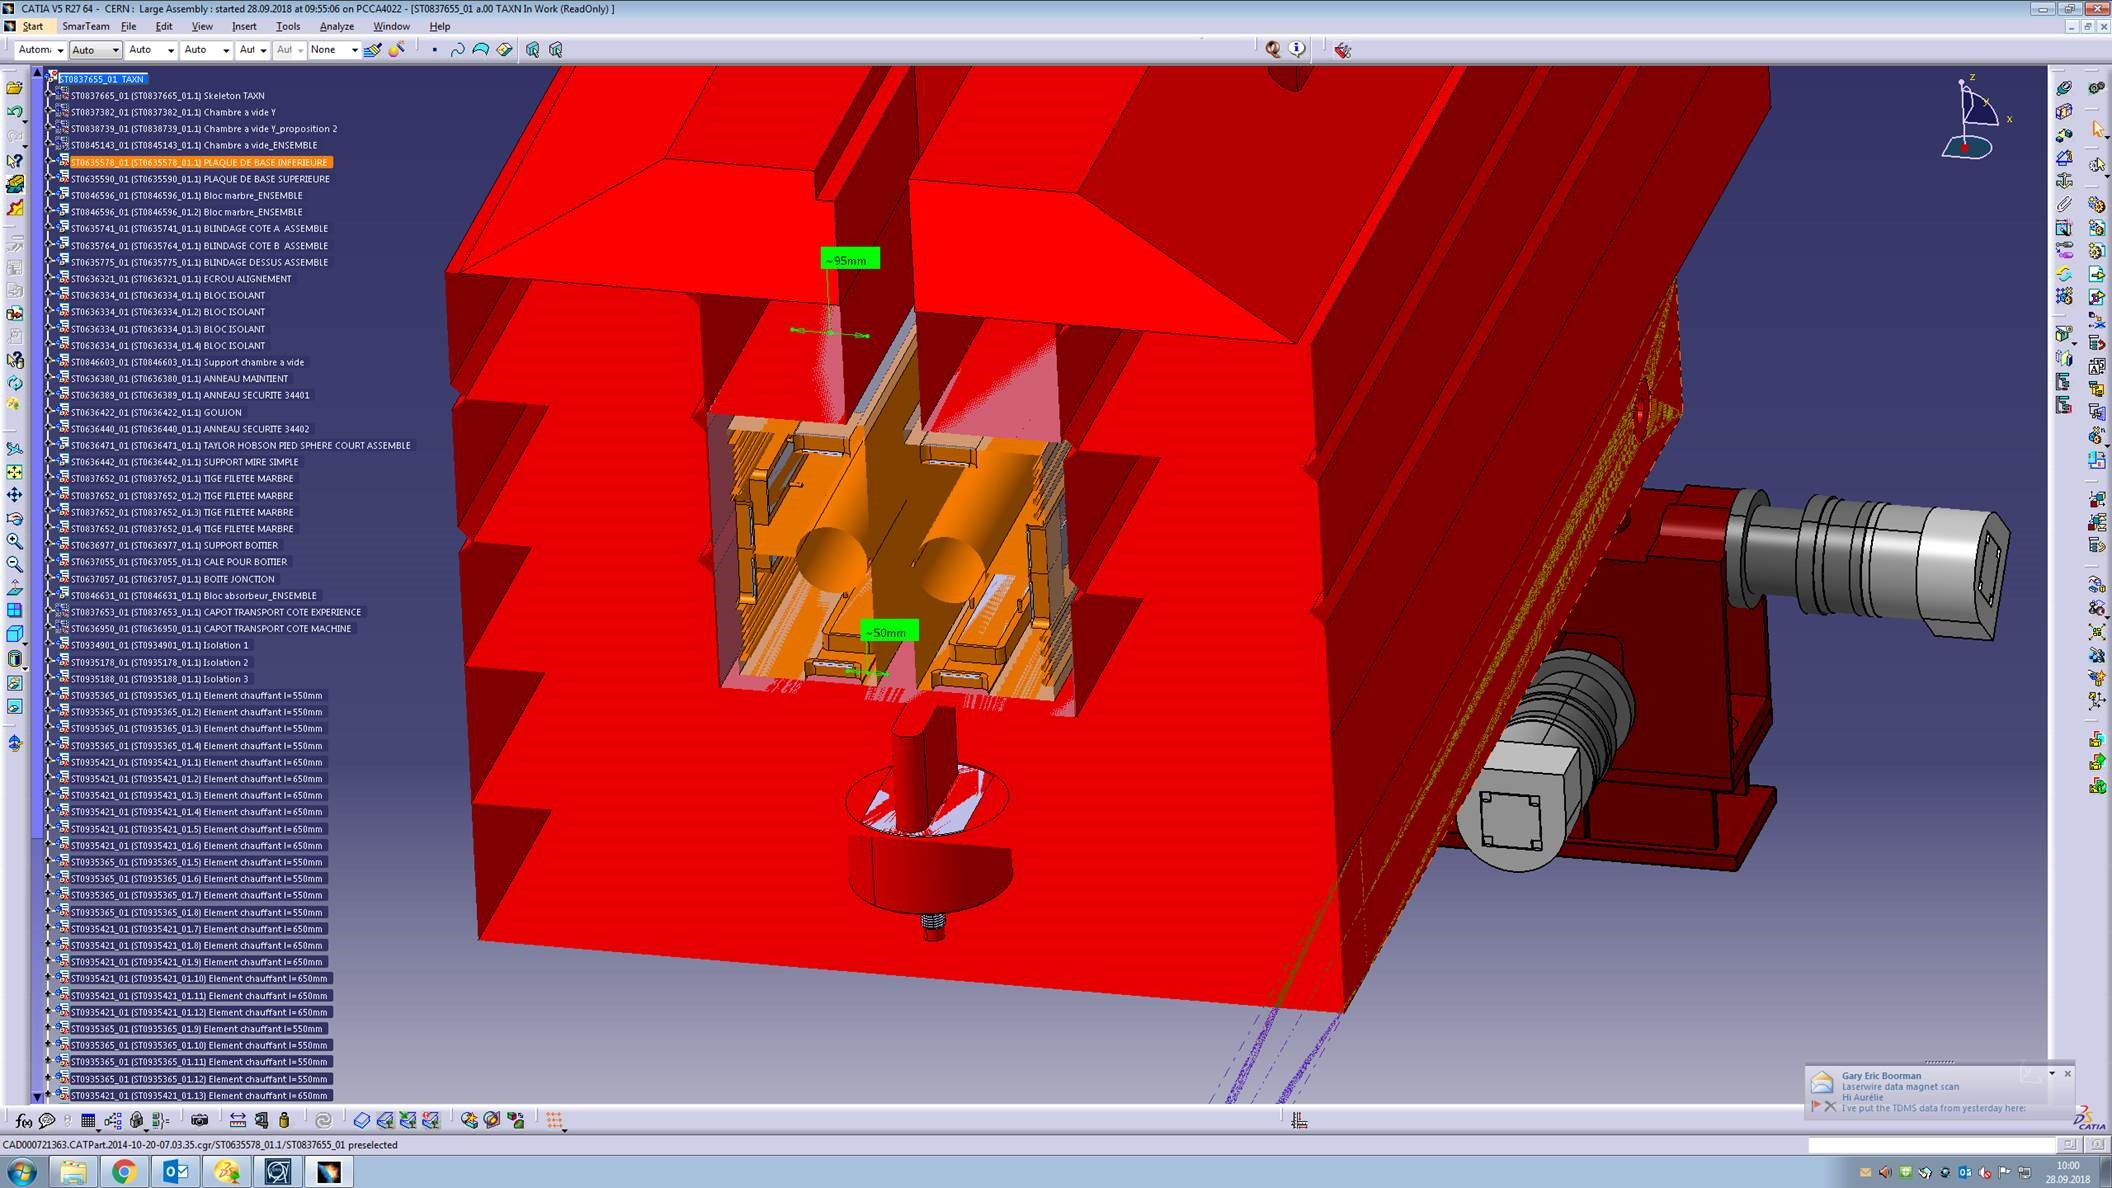 CATIA V5 R27 64 - CERN : Large Assembly : started 28.09.2018 at 09:55:06 on PCCA4022 - [ST0837655_01 a.00 TAXN In Work (ReadOnly) ]
Start SmarTeam File Edit View Insert Tools Analyze Window Help
Autom Auto Auto Auto Aut Aut None
ST0837655_01 TAXN
ST0837665_01 (ST0837665_01.1) Skeleton TAXN
ST0837382_01 (ST0837382_01.1) Chambre a vide Y
ST0838739_01 (ST0838739_01.1) Chambre a vide Y_proposition 2
ST0845143_01 (ST0845143_01.1) Chambre a vide_ENSEMBLE
ST0635578_01 (ST0635578_01.1) PLAQUE DE BASE INFERIEURE
ST0635590_01 (ST0635590_01.1) PLAQUE DE BASE SUPERIEURE
ST0846596_01 (ST0846596_01.1) Bloc marbre_ENSEMBLE
ST0846596_01 (ST0846596_01.2) Bloc marbre_ENSEMBLE
ST0635741_01 (ST0635741_01.1) BLINDAGE COTE A ASSEMBLE
ST0635764_01 (ST0635764_01.1) BLINDAGE COTE B ASSEMBLE
ST0635775_01 (ST0635775_01.1) BLINDAGE DESSUS ASSEMBLE
ST0636321_01 (ST0636321_01.1) ECROU ALIGNEMENT
ST0636334_01 (ST0636334_01.1) BLOC ISOLANT
ST0636334_01 (ST0636334_01.2) BLOC ISOLANT
ST0636334_01 (ST0636334_01.3) BLOC ISOLANT
ST0636334_01 (ST0636334_01.4) BLOC ISOLANT
ST0846603_01 (ST0846603_01.1) Support chambre a vide
ST0636380_01 (ST0636380_01.1) ANNEAU MAINTIENT
ST0636389_01 (ST0636389_01.1) ANNEAU SECURITE 34401
ST0636422_01 (ST0636422_01.1) GOUJON
ST0636440_01 (ST0636440_01.1) ANNEAU SECURITE 34402
ST0636471_01 (ST0636471_01.1) TAYLOR HOBSON PIED SPHERE COURT ASSEMBLE
ST0636442_01 (ST0636442_01.1) SUPPORT MIRE SIMPLE
ST0837652_01 (ST0837652_01.1) TIGE FILETEE MARBRE
ST0837652_01 (ST0837652_01.2) TIGE FILETEE MARBRE
ST0837652_01 (ST0837652_01.3) TIGE FILETEE MARBRE
ST0837652_01 (ST0837652_01.4) TIGE FILETEE MARBRE
ST0636977_01 (ST0636977_01.1) SUPPORT BOITIER
ST0637055_01 (ST0637055_01.1) CALE POUR BOITIER
ST0637057_01 (ST0637057_01.1) BOITE JONCTION
ST0846631_01 (ST0846631_01.1) Bloc absorbeur_ENSEMBLE
ST0837653_01 (ST0837653_01.1) CAPOT TRANSPORT COTE EXPERIENCE
ST0636950_01 (ST0636950_01.1) CAPOT TRANSPORT COTE MACHINE
ST0934901_01 (ST0934901_01.1) Isolation 1
ST0935178_01 (ST0935178_01.1) Isolation 2
ST0935188_01 (ST0935188_01.1) Isolation 3
ST0935365_01 (ST0935365_01.1) Element chauffant l=550mm
ST0935365_01 (ST0935365_01.2) Element chauffant l=550mm
ST0935365_01 (ST0935365_01.3) Element chauffant l=550mm
ST0935365_01 (ST0935365_01.4) Element chauffant l=550mm
ST0935421_01 (ST0935421_01.1) Element chauffant l=650mm
ST0935421_01 (ST0935421_01.2) Element chauffant l=650mm
ST0935421_01 (ST0935421_01.3) Element chauffant l=650mm
ST0935421_01 (ST0935421_01.4) Element chauffant l=650mm
ST0935421_01 (ST0935421_01.5) Element chauffant l=650mm
ST0935421_01 (ST0935421_01.6) Element chauffant l=650mm
ST0935365_01 (ST0935365_01.5) Element chauffant l=550mm
ST0935365_01 (ST0935365_01.6) Element chauffant l=550mm
ST0935365_01 (ST0935365_01.7) Element chauffant l=550mm
ST0935365_01 (ST0935365_01.8) Element chauffant l=550mm
ST0935421_01 (ST0935421_01.7) Element chauffant l=650mm
ST0935421_01 (ST0935421_01.8) Element chauffant l=650mm
ST0935421_01 (ST0935421_01.9) Element chauffant l=650mm
ST0935421_01 (ST0935421_01.10) Element chauffant l=650mm
ST0935421_01 (ST0935421_01.11) Element chauffant l=650mm
ST0935421_01 (ST0935421_01.12) Element chauffant l=650mm
ST0935365_01 (ST0935365_01.9) Element chauffant l=550mm
ST0935365_01 (ST0935365_01.10) Element chauffant l=550mm
ST0935365_01 (ST0935365_01.11) Element chauffant l=550mm
ST0935365_01 (ST0935365_01.12) Element chauffant l=550mm
ST0935421_01 (ST0935421_01.13) Element chauffant l=650mm
~95mm
~50mm
z
y
x
Gary Eric Boorman
Laserwire data magnet scan
Hi Aurélie
I've put the TDMS data from yesterday here:
CATIA
CAD000721363.CATPart.2014-10-20-07.03.35.cgr/ST0635578_01.1/ST0837655_01 preselected
10:00
28.09.2018